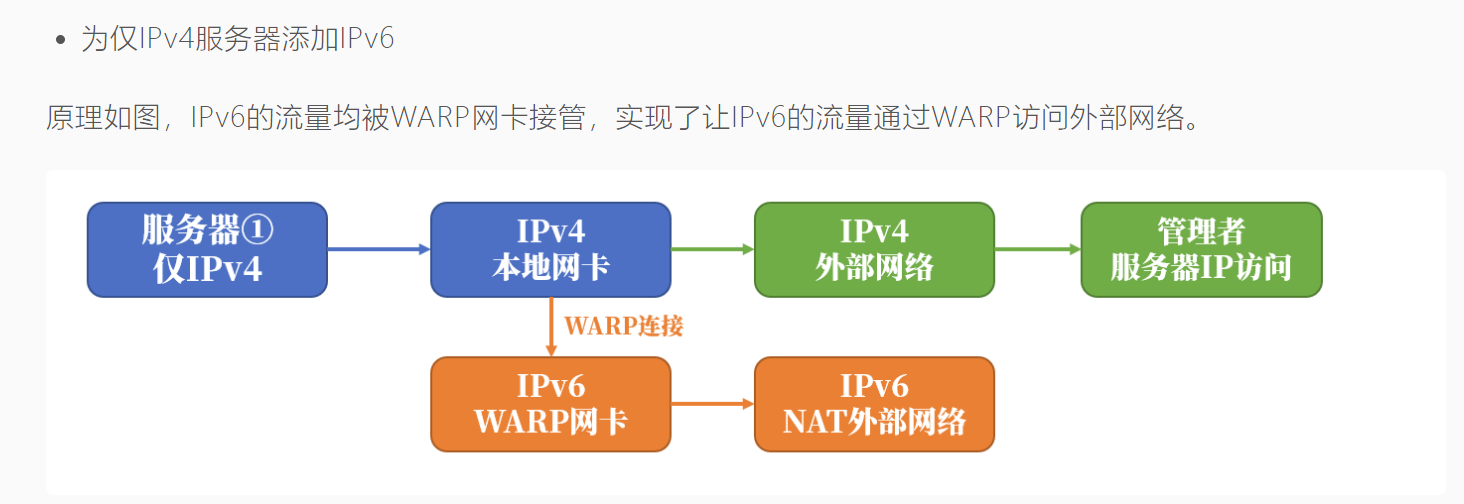 为仅IPv4服务器添加IPv6
原理如图，IPv6的流量均被WARP网卡接管，实现了让IPv6的流量通过WARP访问外部网络。
服务器①
仅IPv4
IPv4
本地网卡
IPv4
外部网络
管理者
服务器IP访问
WARP连接
IPv6
WARP网卡
IPv6
NAT外部网络